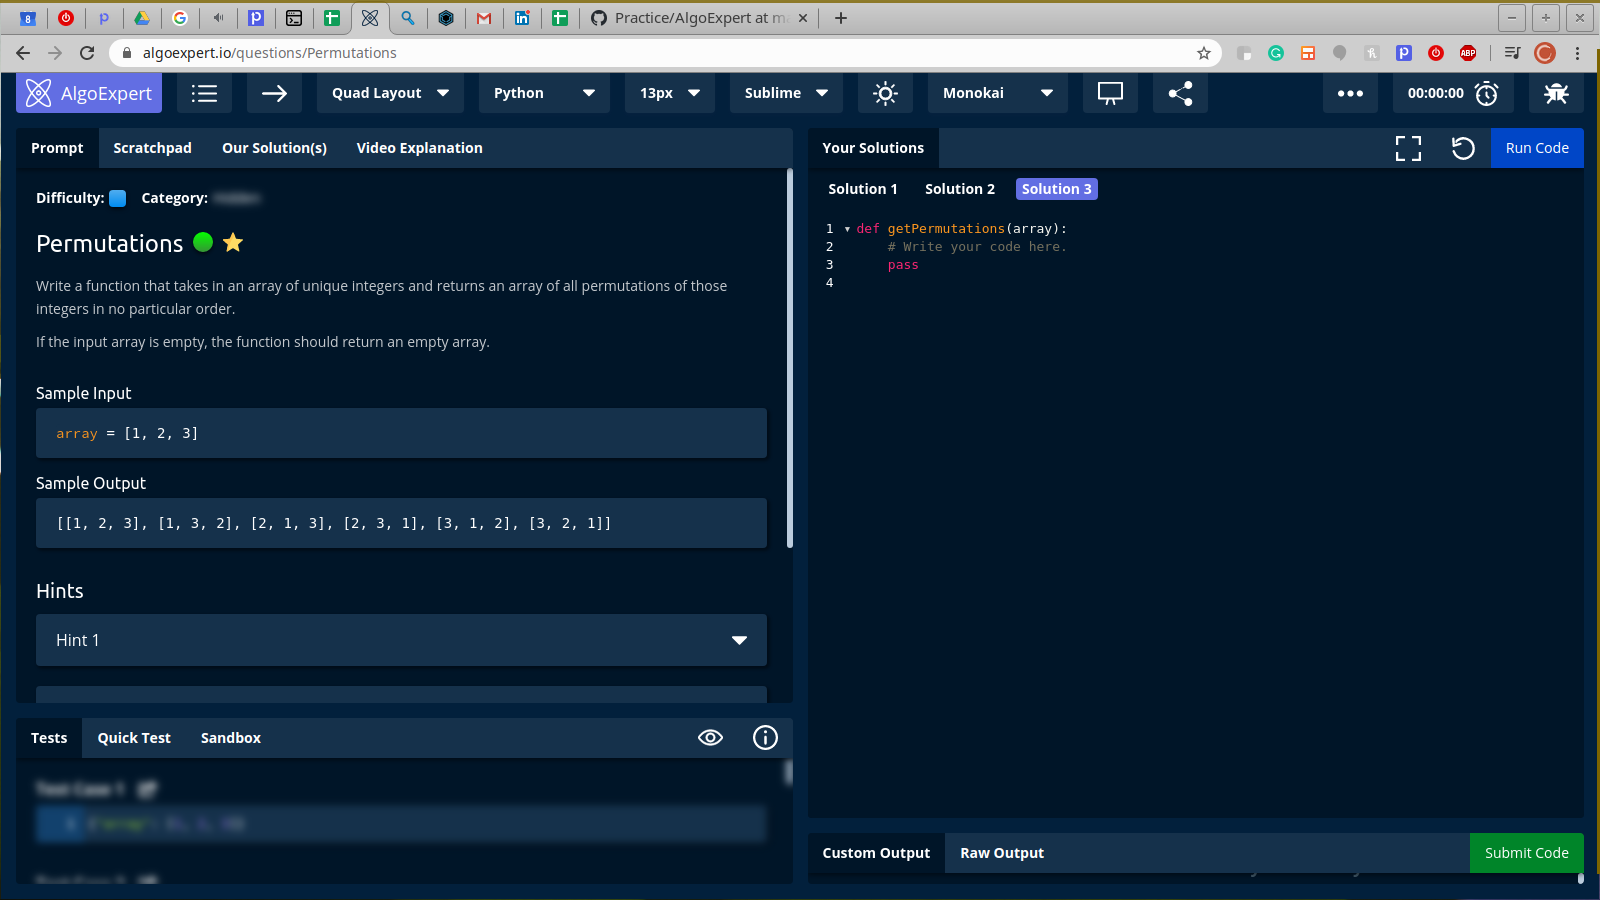 Practice/AlgoExpert at m
algoexpert.io/questions/Permutations
AlgoExpert
Quad Layout
Python
13px
Sublime
Monokai
00:00:00
Prompt
Scratchpad
Our Solution(s)
Video Explanation
Difficulty:
Category:
Permutations
Write a function that takes in an array of unique integers and returns an array of all permutations of those
integers in no particular order.
If the input array is empty, the function should return an empty array.
Sample Input
array = [1, 2, 3]
Sample Output
[[1, 2, 3], [1, 3, 2], [2, 1, 3], [2, 3, 1], [3, 1, 2], [3, 2, 1]]
Hints
Hint 1
Tests
Quick Test
Sandbox
Your Solutions
Run Code
Solution 1
Solution 2
Solution 3
1 def getPermutations(array):
2 # Write your code here.
3 pass
4
Custom Output
Raw Output
Submit Code